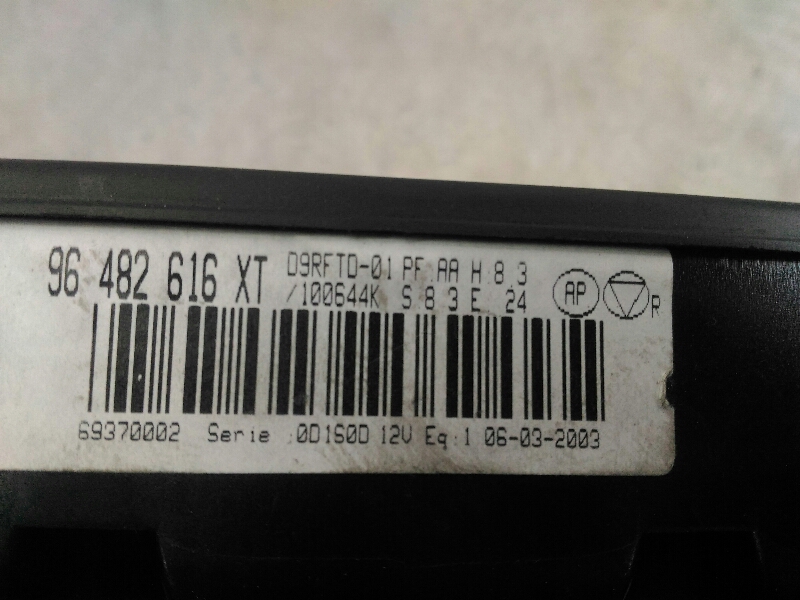 96 482 616 XT D9RFTD-01 PF.AA H.8.3
/100644K S.8 3 E.24
AP R
69370002 Serie :0D1S0D 12V Eq:1 06-03-2003